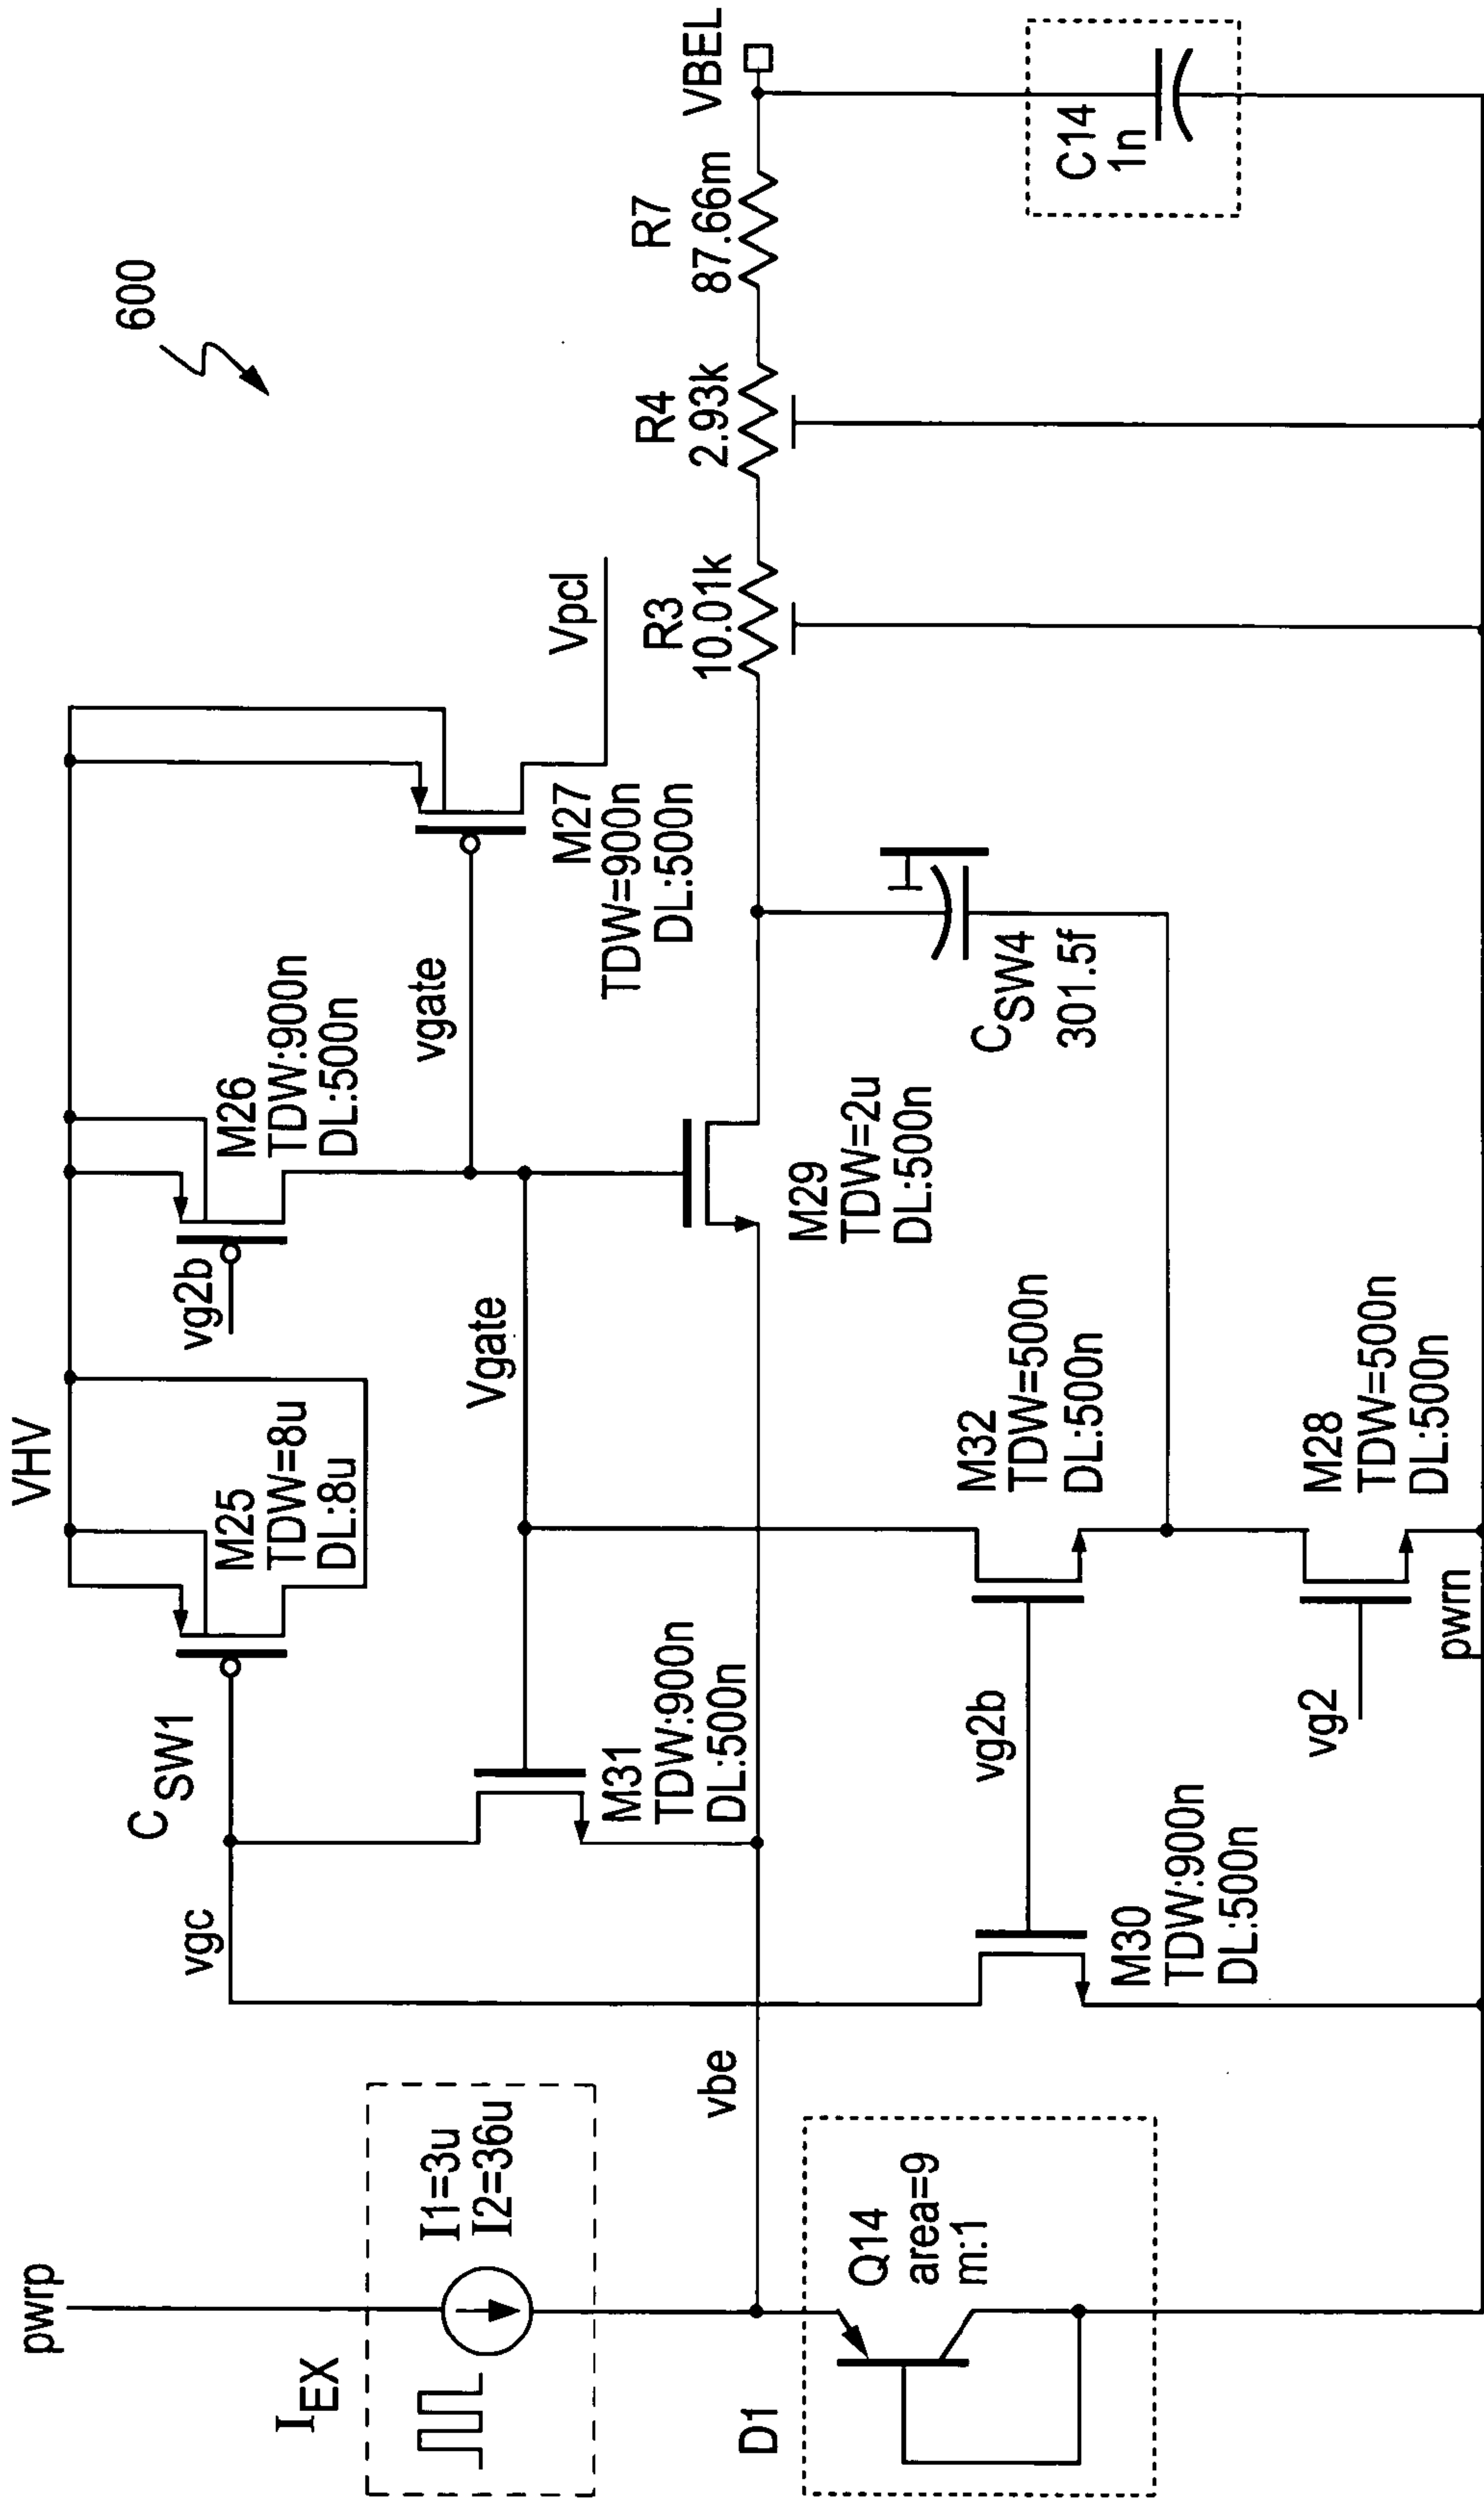 600
pwrp
I EX
I1=3u
I2=36u
D1
Q14
area=9
m:1
vbe
vgc
C SW1
VHV
M25
TDW=8u
DL:8u
vg2b
M26
TDW:900n
DL:500n
vgate
M27
TDW=900n
DL:500n
Vpcl
M31
TDW:900n
DL:500n
Vgate
M29
TDW=2u
DL:500n
R3
10.01k
R4
2.93k
R7
87.66m
VBEL
M30
TDW:900n
DL:500n
vg2b
M32
TDW=500n
DL:500n
C SW4
301.5f
H
C14
1n
vg2
M28
TDW=500n
DL:500n
pwrn